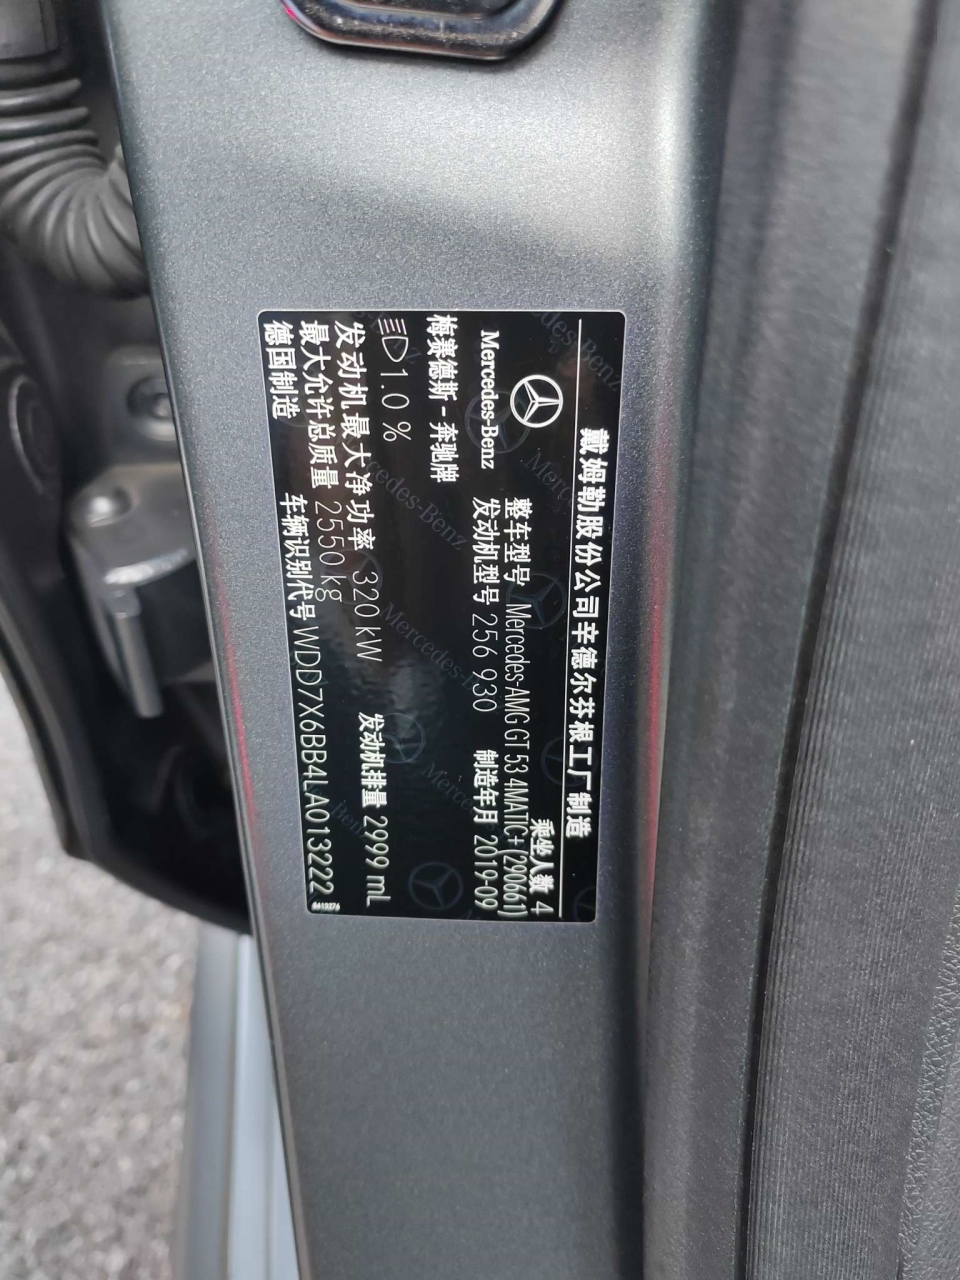 戴姆勒股份公司辛德尔芬根工厂制造
乘坐人数 4
整车型号 Mercedes-AMG GT 53 4MATIC+(290661)
Mercedes-Benz 发动机型号 256 930 制造年月 2019-09
梅赛德斯-奔驰牌
1.0 %
发动机最大净功率 320 kW 发动机排量 2999 mL
最大允许总质量 2550 kg
德国制造 车辆识别代号 WDD7X6BB4LA013222